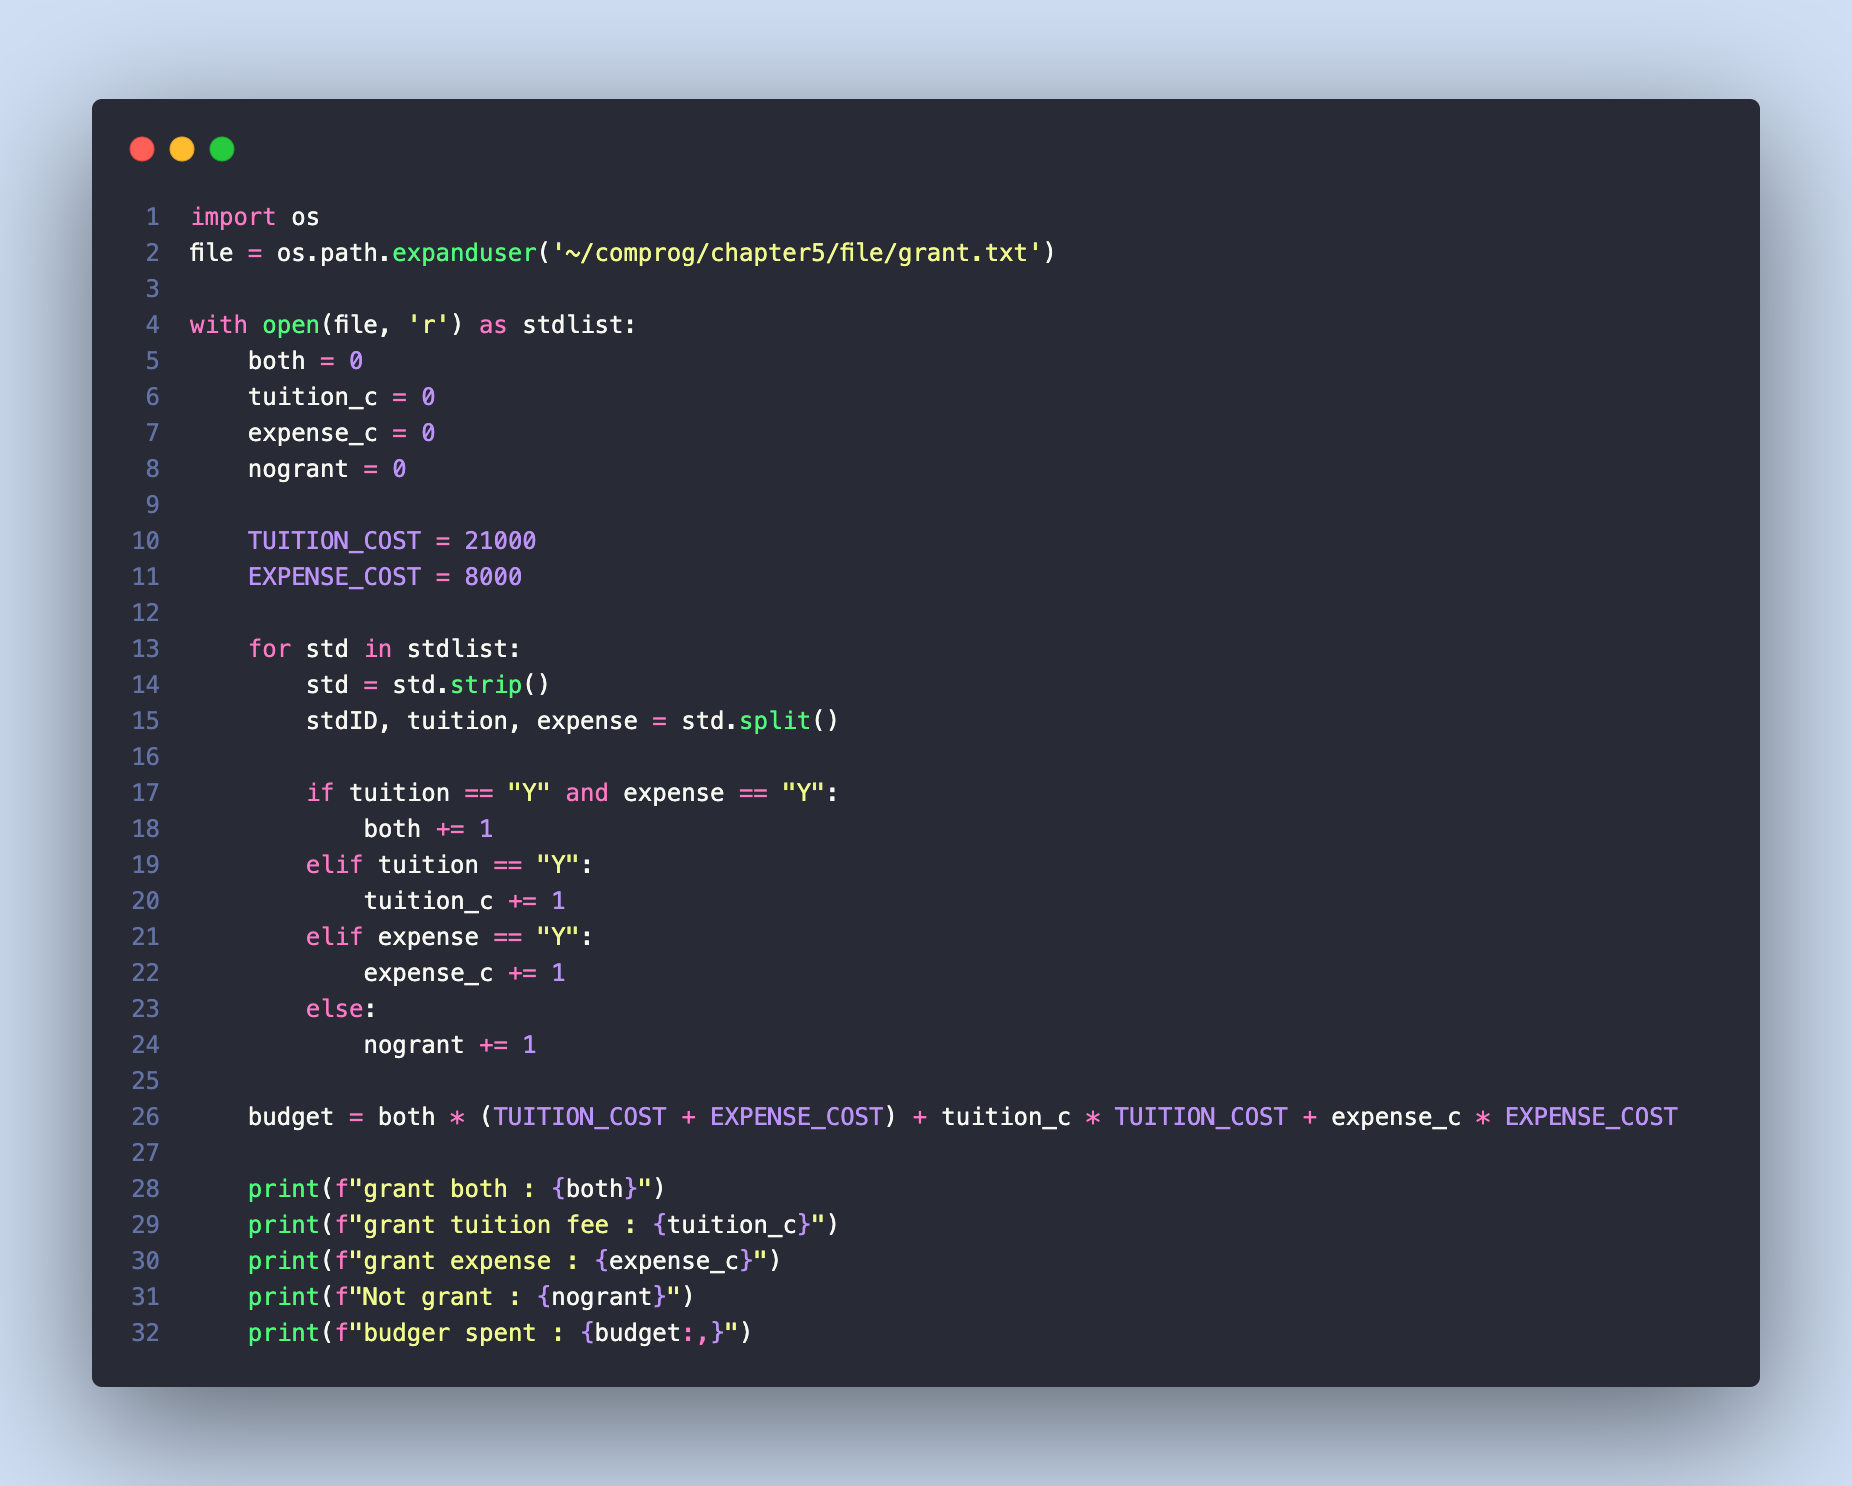 1 import os
2 file = os.path.expanduser('~/comprog/chapter5/file/grant.txt')
3
4 with open(file, 'r') as stdlist:
5     both = 0
6     tuition_c = 0
7     expense_c = 0
8     nogrant = 0
9
10     TUITION_COST = 21000
11     EXPENSE_COST = 8000
12
13     for std in stdlist:
14         std = std.strip()
15         stdID, tuition, expense = std.split()
16
17         if tuition == "Y" and expense == "Y":
18             both += 1
19         elif tuition == "Y":
20             tuition_c += 1
21         elif expense == "Y":
22             expense_c += 1
23         else:
24             nogrant += 1
25
26     budget = both * (TUITION_COST + EXPENSE_COST) + tuition_c * TUITION_COST + expense_c * EXPENSE_COST
27
28     print(f"grant both : {both}")
29     print(f"grant tuition fee : {tuition_c}")
30     print(f"grant expense : {expense_c}")
31     print(f"Not grant : {nogrant}")
32     print(f"budger spent : {budget:,}")